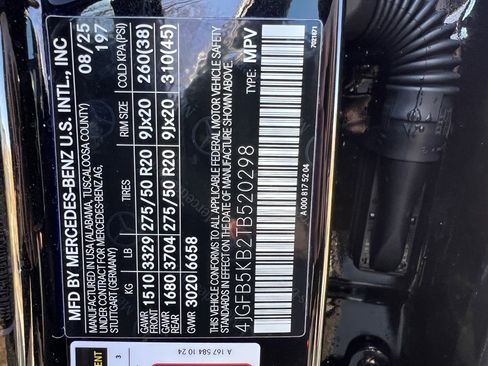 MFD BY MERCEDES-BENZ U.S. INTL., INC
MANUFACTURED IN USA (ALABAMA, TUSCALOOSA COUNTY)
UNDER CONTRACT FOR MERCEDES-BENZ AG,
STUTTGART (GERMANY)
08/25
197
KG LB TIRES RIM SIZE COLD KPA (PSI)
GAWR FRONT 1510 3329 275/50 R20 9Jx20 260(38)
GAWR REAR 1680 3704 275/50 R20 9Jx20 310(45)
GWR 3020 6658
THIS VEHICLE CONFORMS TO ALL APPLICABLE FEDERAL MOTOR VEHICLE SAFETY
STANDARDS IN EFFECT ON THE DATE OF MANUFACTURE SHOWN ABOVE.
4JGFB5KB2TB520298 TYPE: MPV
A 000 817 52 04
A 167 584 10 24
3